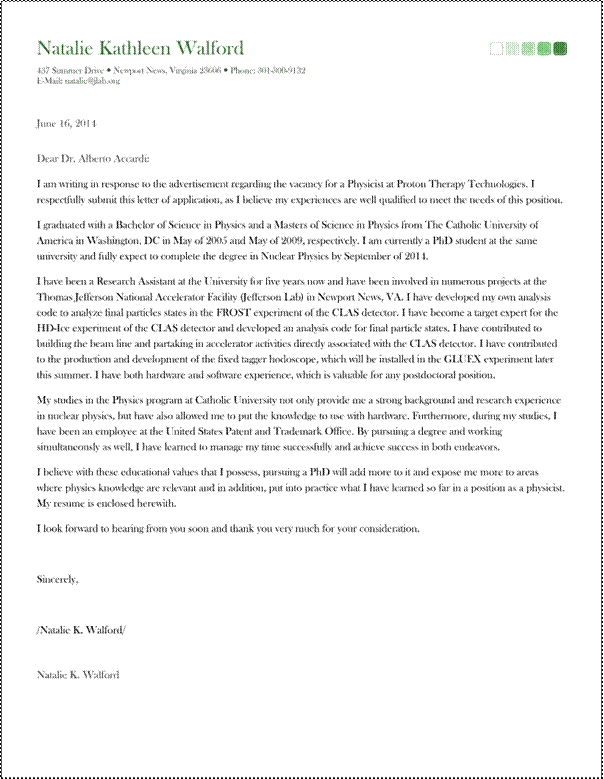 Natalie Kathleen Walford
437 Summer Drive • Newport News, Virginia 23606 • Phone: 301-800-9132
E-Mail: natalie@jlab.org
June 16, 2014
Dear Dr. Alberto Accardi:
I am writing in response to the advertisement regarding the vacancy for a Physicist at Proton Therapy Technologies. I
respectfully submit this letter of application, as I believe my experiences are well qualified to meet the needs of this position.
I graduated with a Bachelor of Science in Physics and a Masters of Science in Physics from The Catholic University of
America in Washington, DC in May of 2005 and May of 2009, respectively. I am currently a PhD student at the same
university and fully expect to complete the degree in Nuclear Physics by September of 2014.
I have been a Research Assistant at the University for five years now and have been involved in numerous projects at the
Thomas Jefferson National Accelerator Facility (Jefferson Lab) in Newport News, VA. I have developed my own analysis
code to analyze final particles states in the FROST experiment of the CLAS detector. I have become a target expert for the
HD-Ice experiment of the CLAS detector and developed an analysis code for final particle states. I have contributed to
building the beam line and partaking in accelerator activities directly associated with the CLAS detector. I have contributed
to the production and development of the fixed tagger hodoscope, which will be installed in the GLUEX experiment later
this summer. I have both hardware and software experience, which is valuable for any postdoctoral position.
My studies in the Physics program at Catholic University not only provide me a strong background and research experience
in nuclear physics, but have also allowed me to put the knowledge to use with hardware. Furthermore, during my studies, I
have been an employee at the United States Patent and Trademark Office. By pursuing a degree and working
simultaneously as well, I have learned to manage my time successfully and achieve success in both endeavors.
I believe with these educational values that I possess, pursuing a PhD will add more to it and expose me more to areas
where physics knowledge are relevant and in addition, put into practice what I have learned so far in a position as a physicist.
My resume is enclosed herewith.
I look forward to hearing from you soon and thank you very much for your consideration.
Sincerely,
/Natalie K. Walford/
Natalie K. Walford